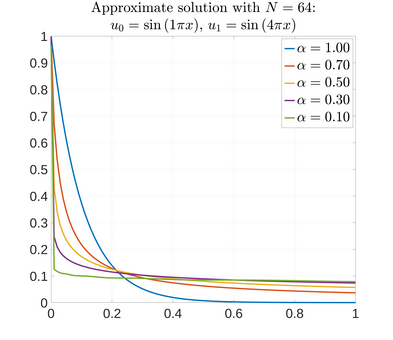 Approximate solution with N = 64:
u₀ = sin (1πx), u₁ = sin (4πx)
1
0.9
0.8
0.7
0.6
0.5
0.4
0.3
0.2
0.1
0
0 0.2 0.4 0.6 0.8 1
α = 1.00
α = 0.70
α = 0.50
α = 0.30
α = 0.10